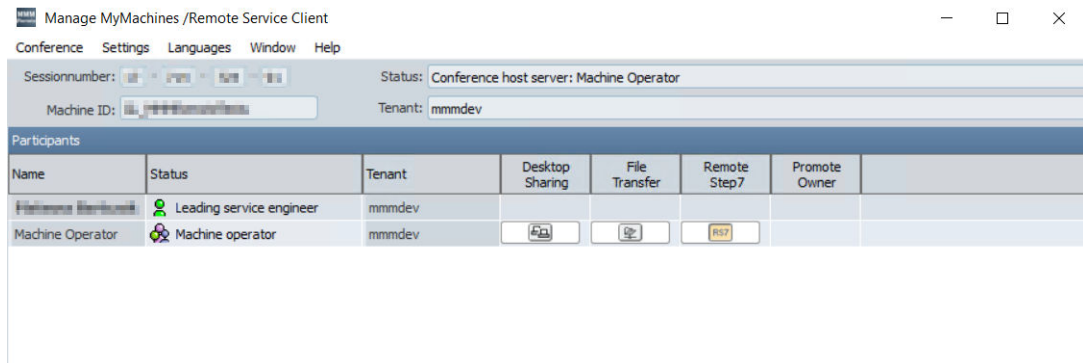 Manage MyMachines /Remote Service Client
Conference Settings Languages Window Help
Sessionnumber: Status: Conference host server: Machine Operator
Machine ID: Tenant: mmmdev
Participants
Name Status Tenant Desktop Sharing File Transfer Remote Step7 Promote Owner
Leading service engineer mmmdev
Machine Operator Machine operator mmmdev RS7